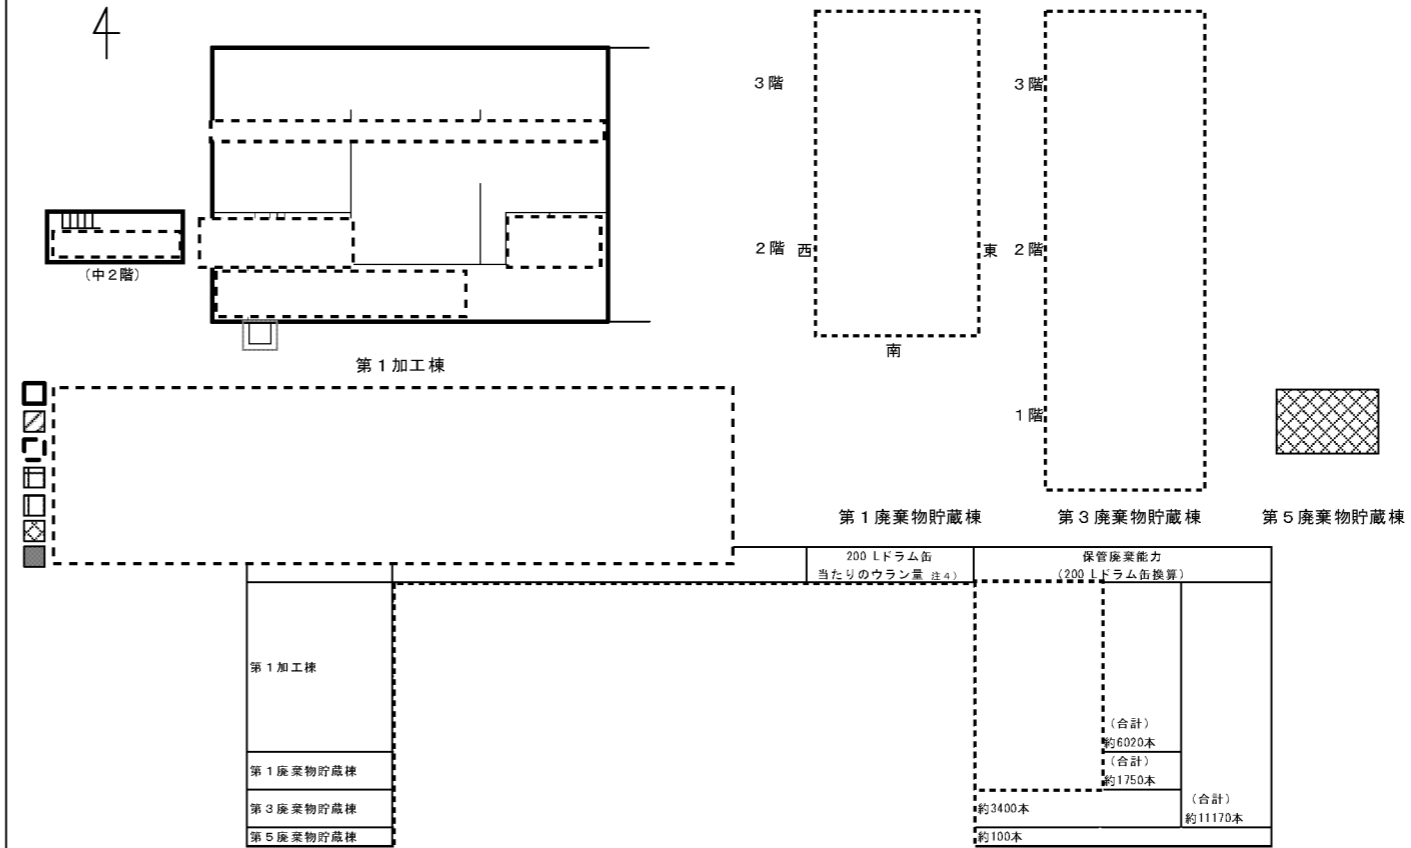 4
3階
3階
2階
西
東
2階
(中2階)
南
第1加工棟
1階
第1廃棄物貯蔵棟
第3廃棄物貯蔵棟
第5廃棄物貯蔵棟
200 Lドラム缶
当たりのウラン量 注4)
保管廃棄能力
(200 Lドラム缶換算)
第1加工棟
(合計)
約6020本
第1廃棄物貯蔵棟
(合計)
約1750本
第3廃棄物貯蔵棟
約3400本
(合計)
約11170本
第5廃棄物貯蔵棟
約100本